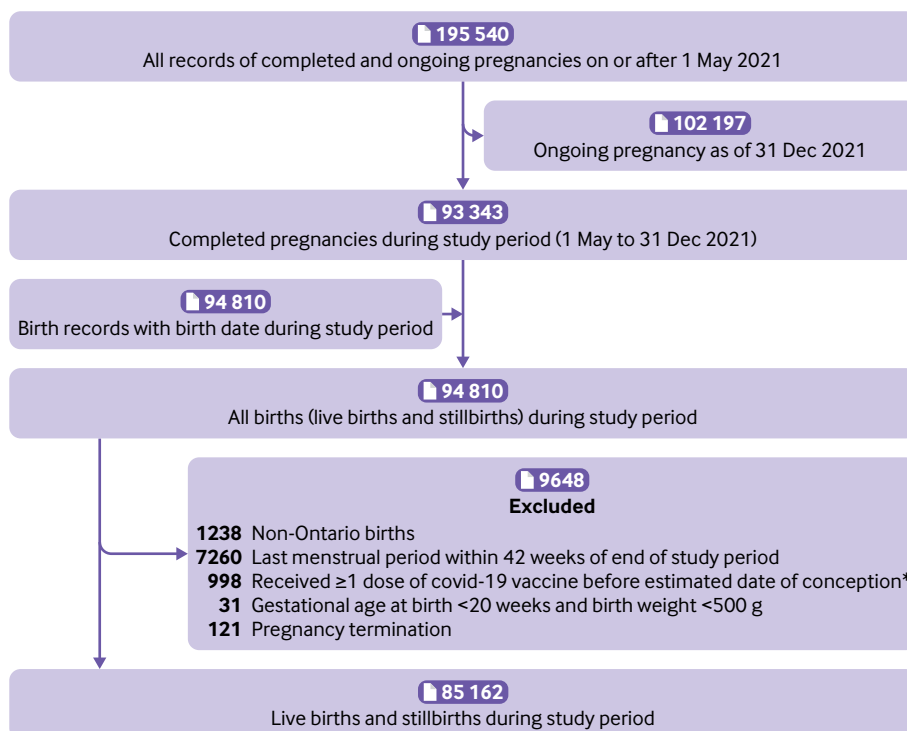 195 540
All records of completed and ongoing pregnancies on or after 1 May 2021
102 197
Ongoing pregnancy as of 31 Dec 2021
93 343
Completed pregnancies during study period (1 May to 31 Dec 2021)
94 810
Birth records with birth date during study period
94 810
All births (live births and stillbirths) during study period
9648
Excluded
1238 Non-Ontario births
7260 Last menstrual period within 42 weeks of end of study period
998 Received ≥1 dose of covid-19 vaccine before estimated date of conception*
31 Gestational age at birth <20 weeks and birth weight <500 g
121 Pregnancy termination
85 162
Live births and stillbirths during study period